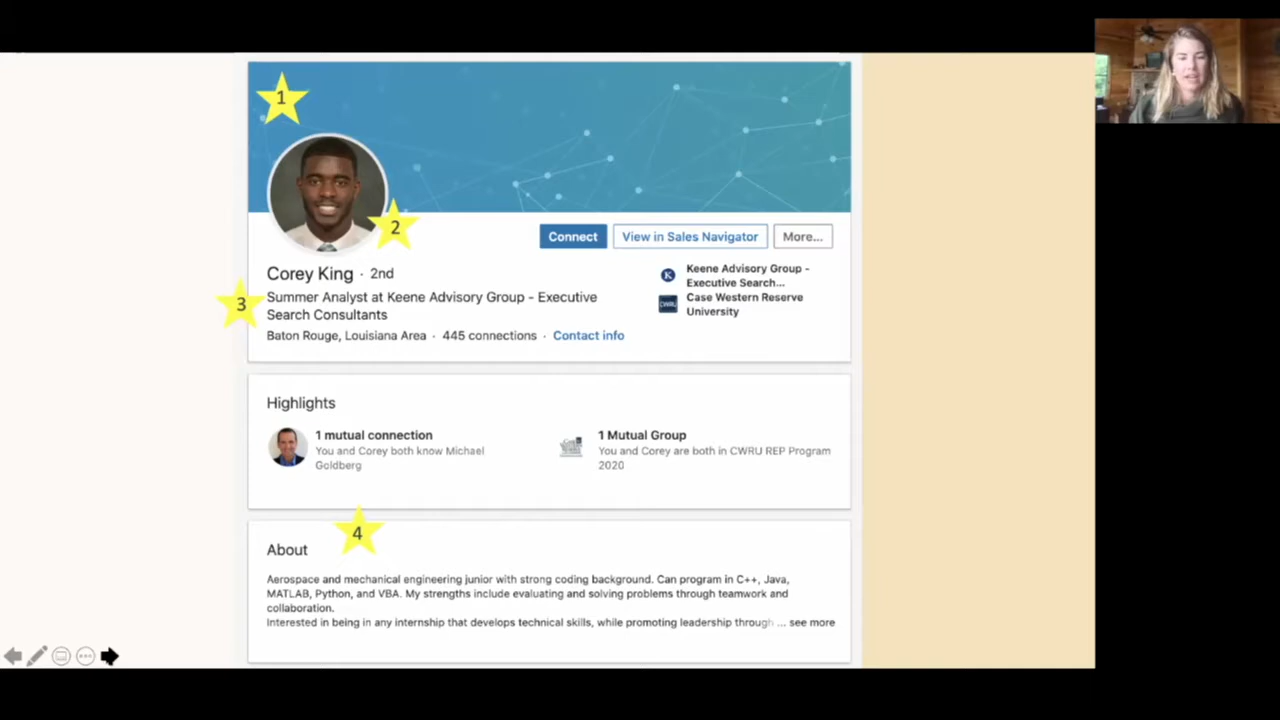 1
2
Connect
View in Sales Navigator
More...
Corey King · 2nd
3
Summer Analyst at Keene Advisory Group - Executive
Search Consultants
Baton Rouge, Louisiana Area · 445 connections · Contact info
K
Keene Advisory Group -
Executive Search...
CWRU
Case Western Reserve
University
Highlights
1 mutual connection
You and Corey both know Michael
Goldberg
1 Mutual Group
You and Corey are both in CWRU REP Program
2020
4
About
Aerospace and mechanical engineering junior with strong coding background. Can program in C++, Java,
MATLAB, Python, and VBA. My strengths include evaluating and solving problems through teamwork and
collaboration.
Interested in being in any internship that develops technical skills, while promoting leadership through ... see more